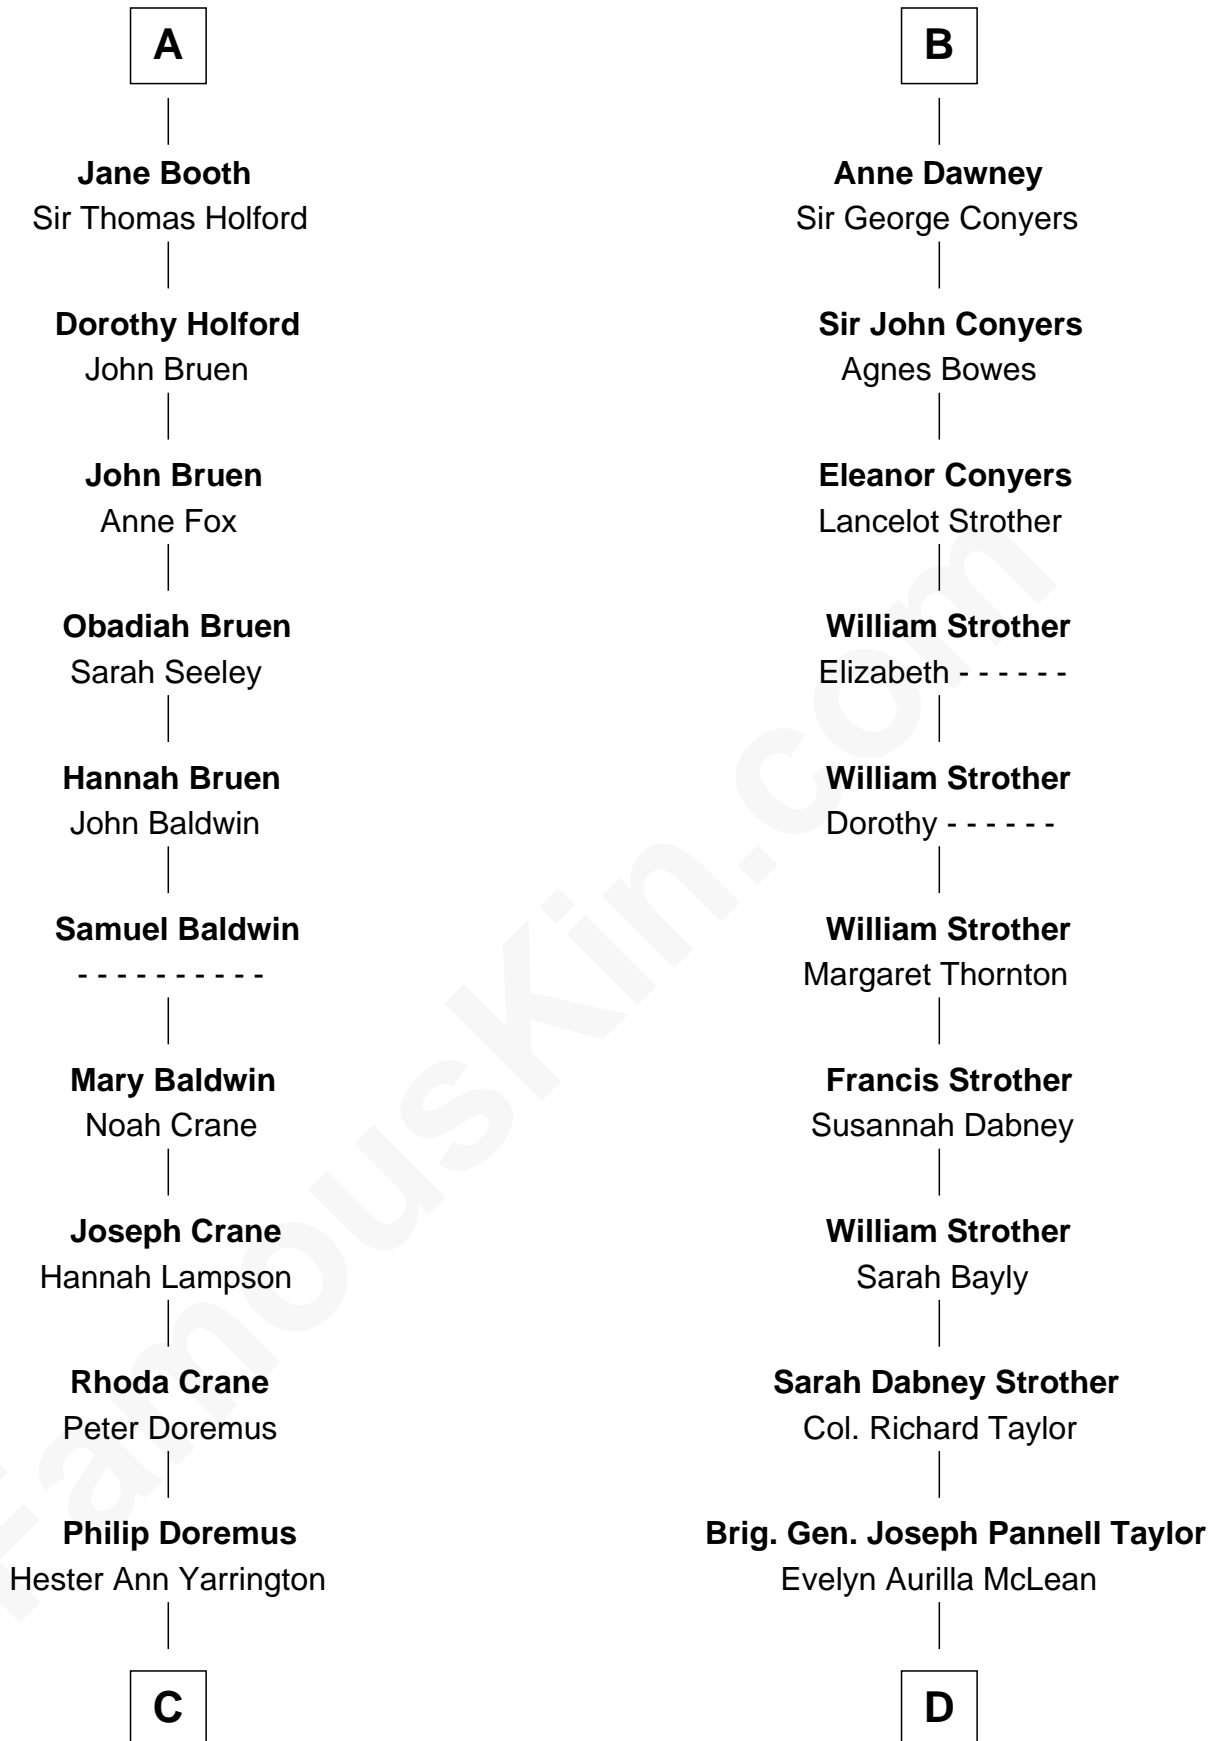 A
Jane Booth
Sir Thomas Holford
Dorothy Holford
John Bruen
John Bruen
Anne Fox
Obadiah Bruen
Sarah Seeley
Hannah Bruen
John Baldwin
Samuel Baldwin
- - - - - - - - - -
Mary Baldwin
Noah Crane
Joseph Crane
Hannah Lampson
Rhoda Crane
Peter Doremus
Philip Doremus
Hester Ann Yarrington
C
B
Anne Dawney
Sir George Conyers
Sir John Conyers
Agnes Bowes
Eleanor Conyers
Lancelot Strother
William Strother
Elizabeth - - - - - -
William Strother
Dorothy - - - - - -
William Strother
Margaret Thornton
Francis Strother
Susannah Dabney
William Strother
Sarah Bayly
Sarah Dabney Strother
Col. Richard Taylor
Brig. Gen. Joseph Pannell Taylor
Evelyn Aurilla McLean
D
FamousKin.com